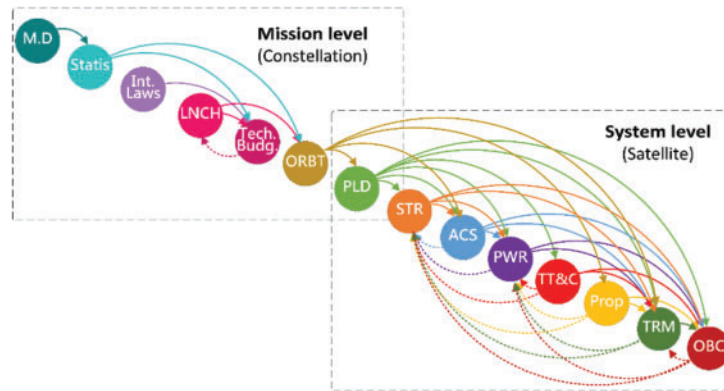 Mission level
(Constellation)
M.D
Statis
Int.
Laws
LNCH
Tech.
Budg.
ORBT
System level
(Satellite)
PLD
STR
ACS
PWR
TT&C
Prop
TRM
OBC